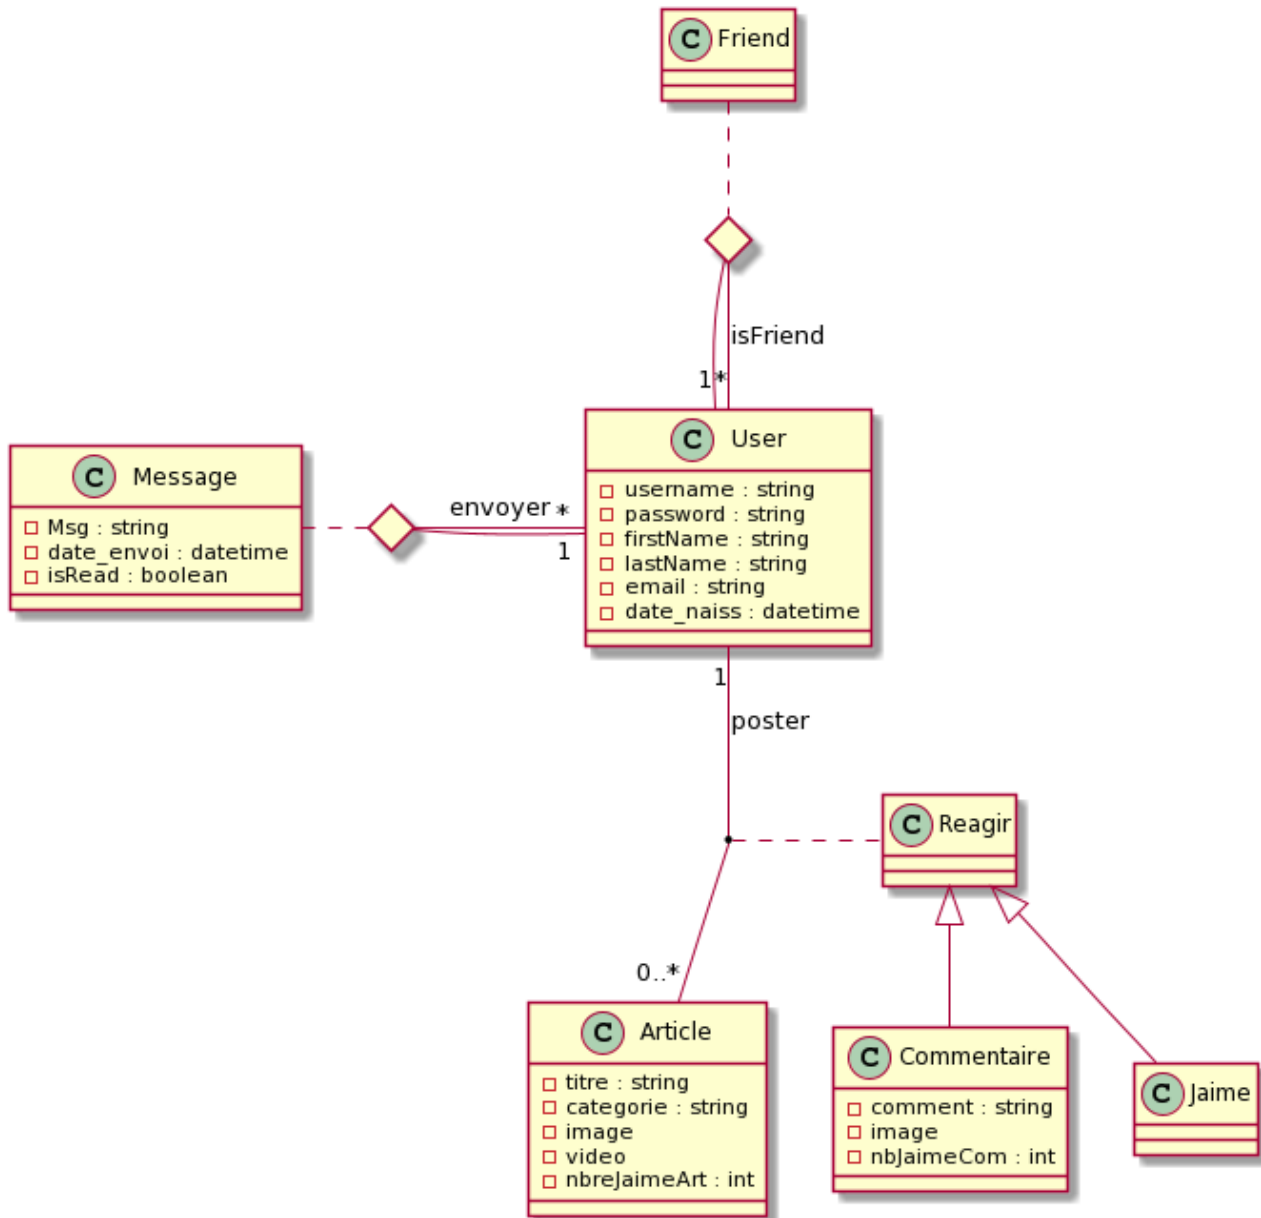 C Friend
isFriend
1 *
C User
username : string
password : string
firstName : string
lastName : string
email : string
date_naiss : datetime
C Message
Msg : string
date_envoi : datetime
isRead : boolean
envoyer *
1
1
poster
C Reagir
0..*
C Article
titre : string
categorie : string
image
video
nbreJaimeArt : int
C Commentaire
comment : string
image
nbJaimeCom : int
C Jaime